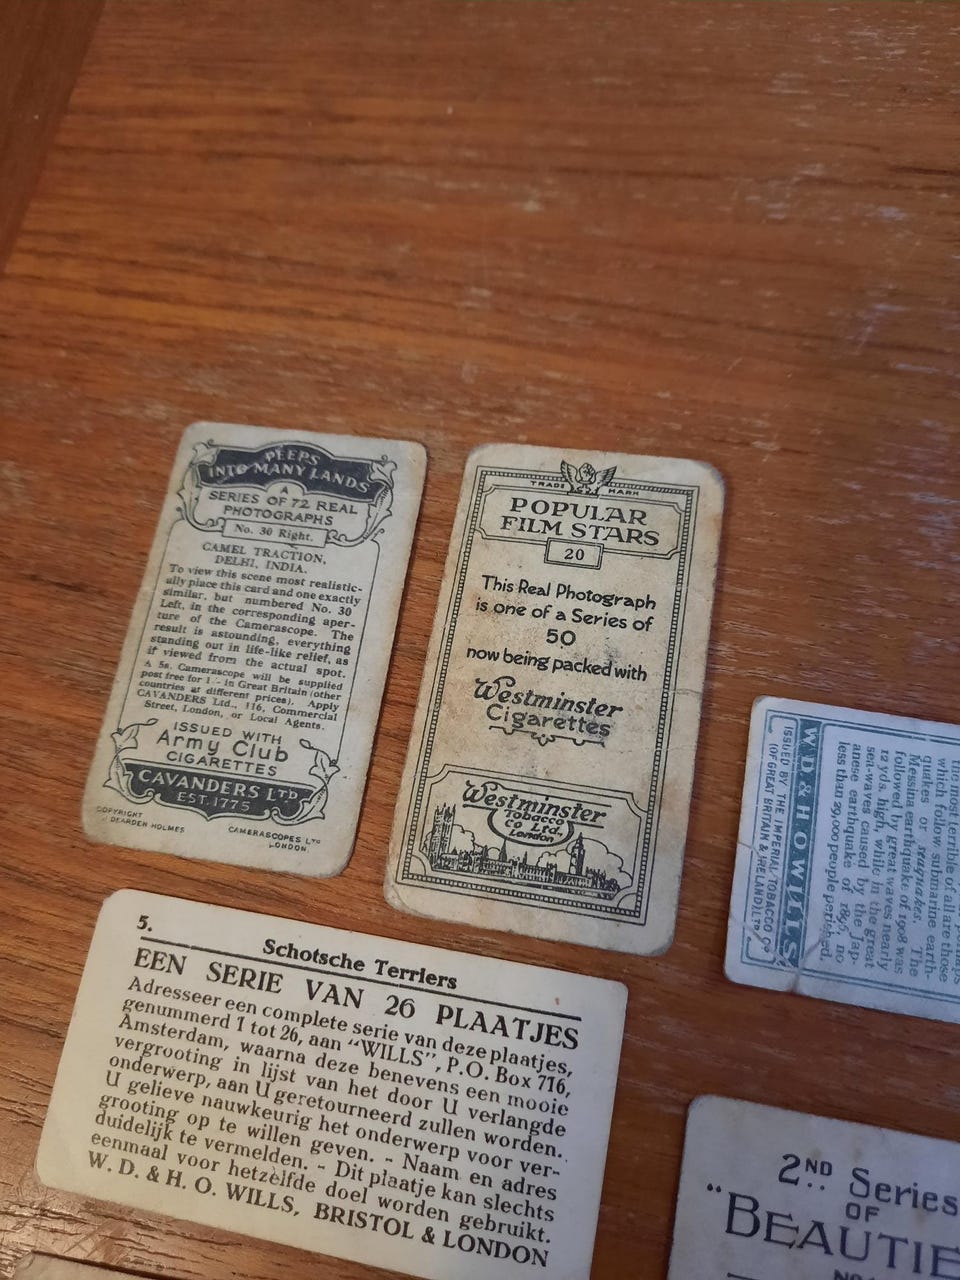 PEEPS
INTO MANY LANDS
A
SERIES OF 72 REAL
PHOTOGRAPHS
No. 30 Right.
CAMEL TRACTION,
DELHI, INDIA.
To view this scene most realistic-
ally place this card and one exactly
similar, but numbered No. 30
Left, in the corresponding aper-
ture of the Camerascope. The
result is astounding, everything
standing out in life-like relief, as
if viewed from the actual spot.
A 5s. Camerascope will be supplied
post free for 1/- in Great Britain (other
countries at different prices). Apply
CAVANDERS Ltd., 116, Commercial
Street, London, or Local Agents.
ISSUED WITH
Army Club
CIGARETTES
CAVANDERS LTD
EST. 1775
COPYRIGHT
DEARDEN HOLMES
CAMERASCOPES LTD
LONDON.
TRADE MARK
POPULAR
FILM STARS
20
This Real Photograph
is one of a Series of
50
now being packed with
Westminster
Cigarettes
Westminster
Tobacco
Co Ltd.
London
W.D. & H.O. WILLS
ISSUED BY THE IMPERIAL TOBACCO CO
(OF GREAT BRITAIN & IRELAND) LTD
the most terrible of all are those
which follow submarine earth-
quakes or seaquakes. The
Messina earthquake of 1908 was
followed by great waves nearly
12 yds. high, while in the great
sea-waves caused by the Jap-
anese earthquake of 1896, no
less than 29,000 people perished.
5.
Schotsche Terriers
EEN SERIE VAN 26 PLAATJES
Adresseer een complete serie van deze plaatjes,
genummerd 1 tot 26, aan "WILLS", P.O. Box 716,
Amsterdam, waarna deze benevens een mooie
vergrooting in lijst van het door U verlangde
onderwerp, aan U geretourneerd zullen worden.
U gelieve nauwkeurig het onderwerp voor ver-
grooting op te willen geven. - Naam en adres
duidelijk te vermelden. - Dit plaatje kan slechts
eenmaal voor hetzelfde doel worden gebruikt.
W. D. & H. O. WILLS, BRISTOL & LONDON
2ND Series
OF
"BEAUTIE